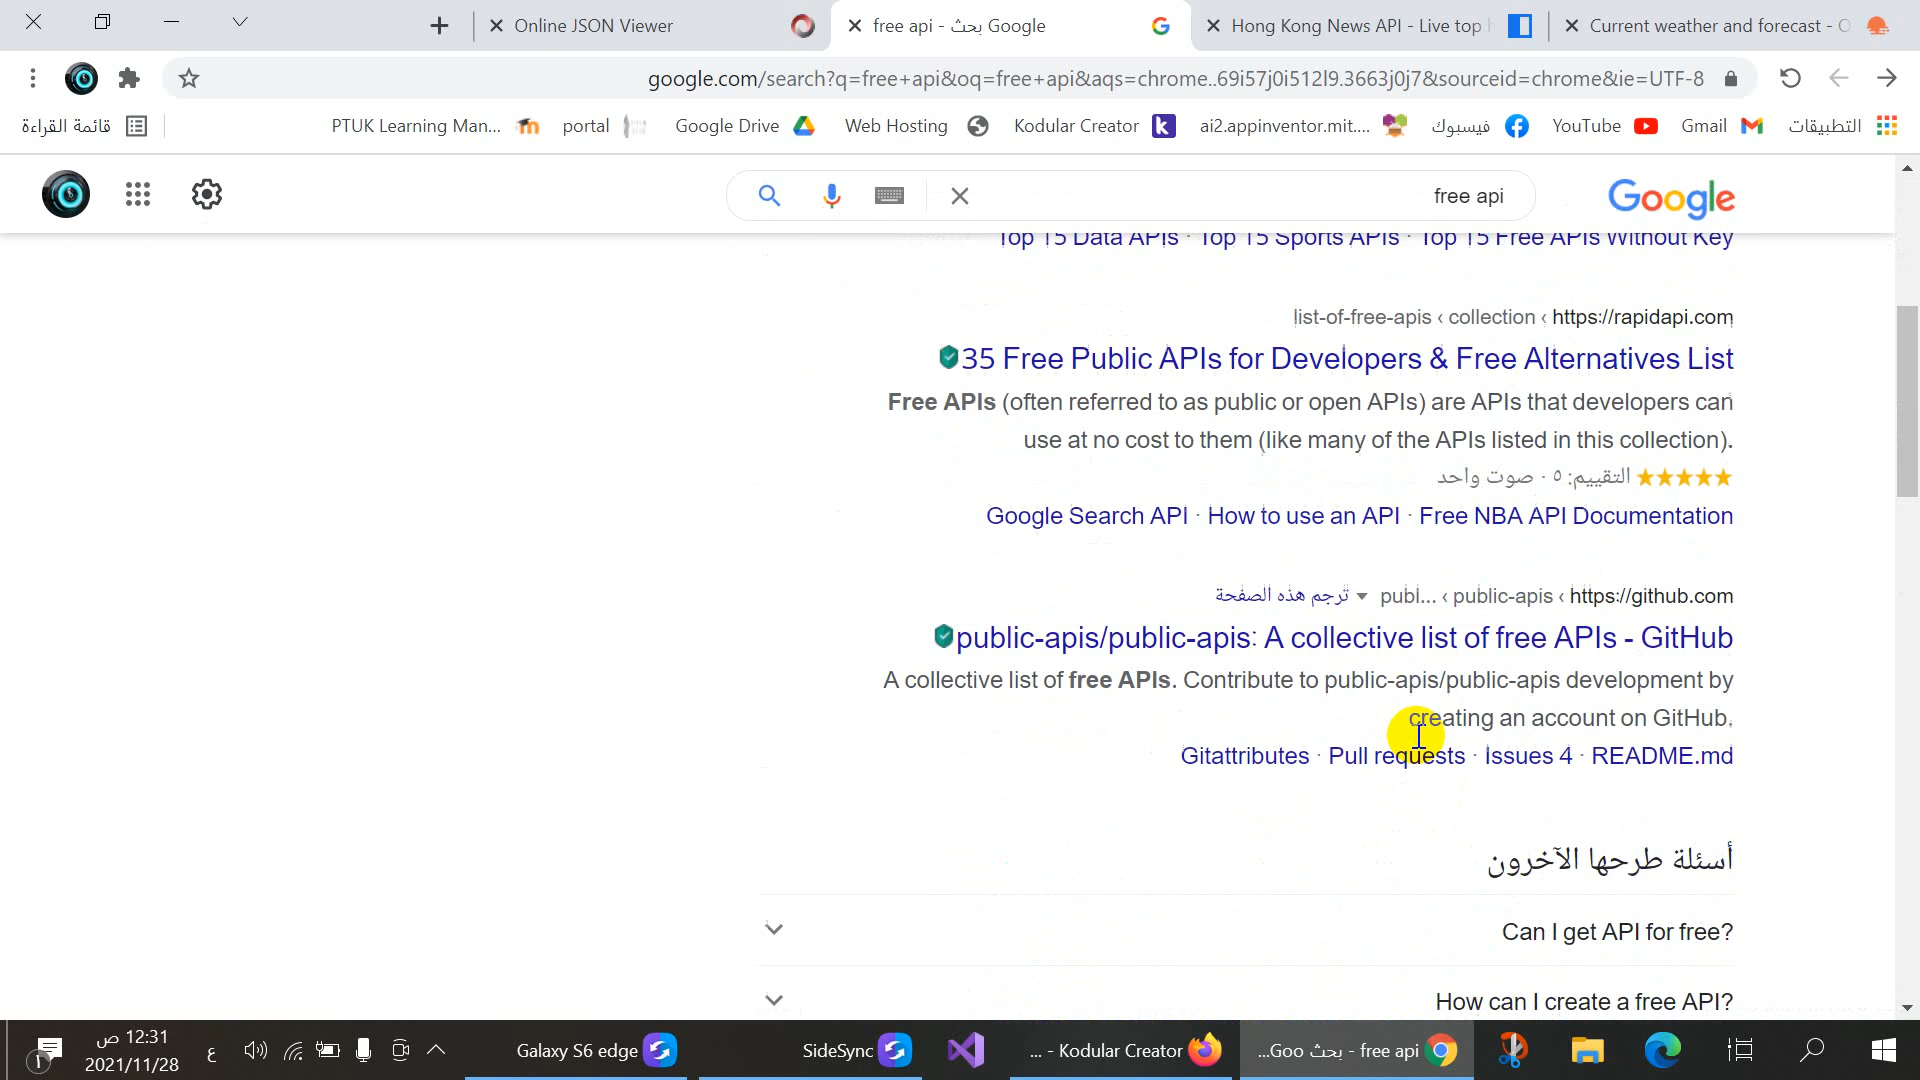 Online JSON Viewer
free api - بحث Google
Hong Kong News API - Live top
Current weather and forecast - O
google.com/search?q=free+api&oq=free+api&aqs=chrome..69i57j0i512l9.3663j0j7&sourceid=chrome&ie=UTF-8
قائمة القراءة
PTUK Learning Man...
portal
Google Drive
Web Hosting
Kodular Creator
ai2.appinventor.mit....
فيسبوك
YouTube
Gmail
التطبيقات
free api
Google
Top 15 Data APIs · Top 15 Sports APIs · Top 15 Free APIs Without Key
list-of-free-apis ‹ collection ‹ https://rapidapi.com
35 Free Public APIs for Developers & Free Alternatives List
Free APIs (often referred to as public or open APIs) are APIs that developers can
use at no cost to them (like many of the APIs listed in this collection).
التقييم: ٥ · صوت واحد
Google Search API · How to use an API · Free NBA API Documentation
ترجم هذه الصفحة ▼ publ... ‹ public-apis ‹ https://github.com
public-apis/public-apis: A collective list of free APIs - GitHub
A collective list of free APIs. Contribute to public-apis/public-apis development by
creating an account on GitHub.
Gitattributes · Pull requests · Issues 4 · README.md
أسئلة طرحها الآخرون
Can I get API for free?
How can I create a free API?
١
12:31 ص
2021/11/28
ع
Galaxy S6 edge
SideSync
... - Kodular Creator
...Goo بحث - free api